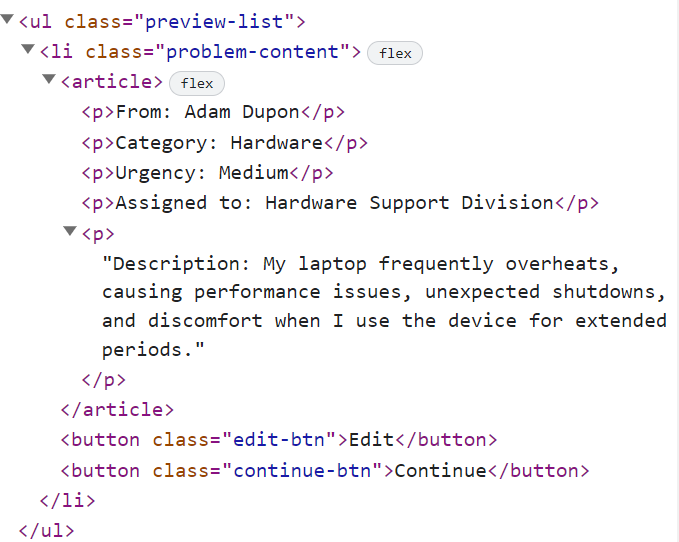 <ul class="preview-list">
<li class="problem-content"> flex
<article> flex
<p>From: Adam Dupon</p>
<p>Category: Hardware</p>
<p>Urgency: Medium</p>
<p>Assigned to: Hardware Support Division</p>
<p>
"Description: My laptop frequently overheats,
causing performance issues, unexpected shutdowns,
and discomfort when I use the device for extended
periods."
</p>
</article>
<button class="edit-btn">Edit</button>
<button class="continue-btn">Continue</button>
</li>
</ul>